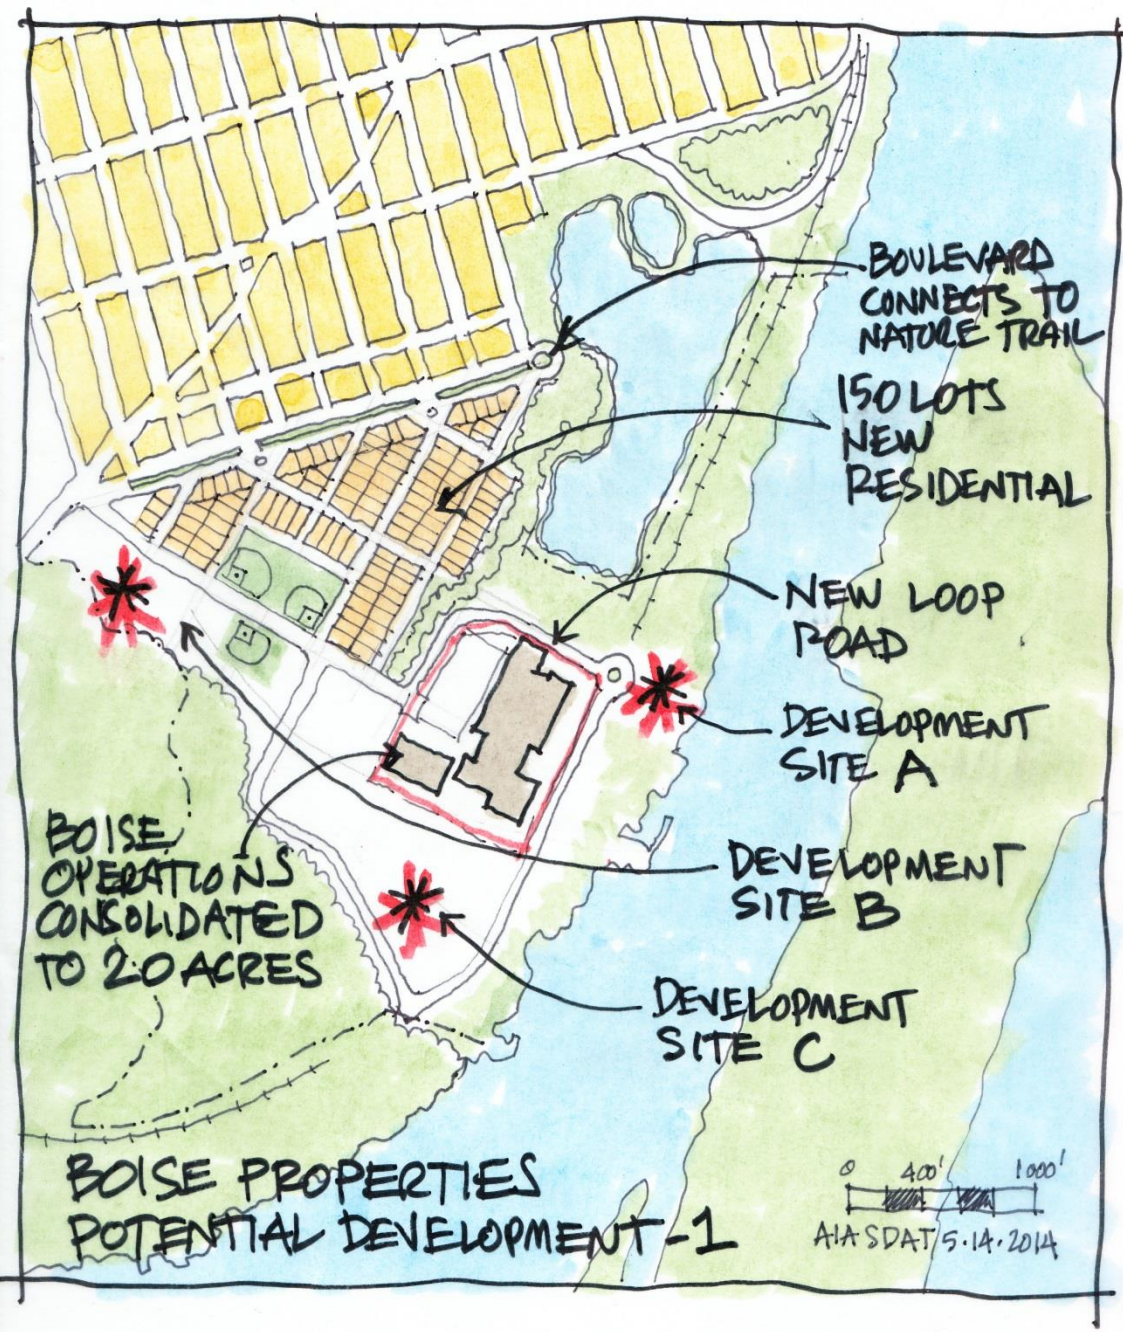 BOULEVARD
CONNECTS TO
NATURE TRAIL
150 LOTS
NEW
RESIDENTIAL
NEW LOOP
ROAD
DEVELOPMENT
SITE A
BOISE
OPERATIONS
CONSOLIDATED
TO 20 ACRES
DEVELOPMENT
SITE B
DEVELOPMENT
SITE C
BOISE PROPERTIES
POTENTIAL DEVELOPMENT-1
0 400' 1000'
AIA SDAT 5.14.2014